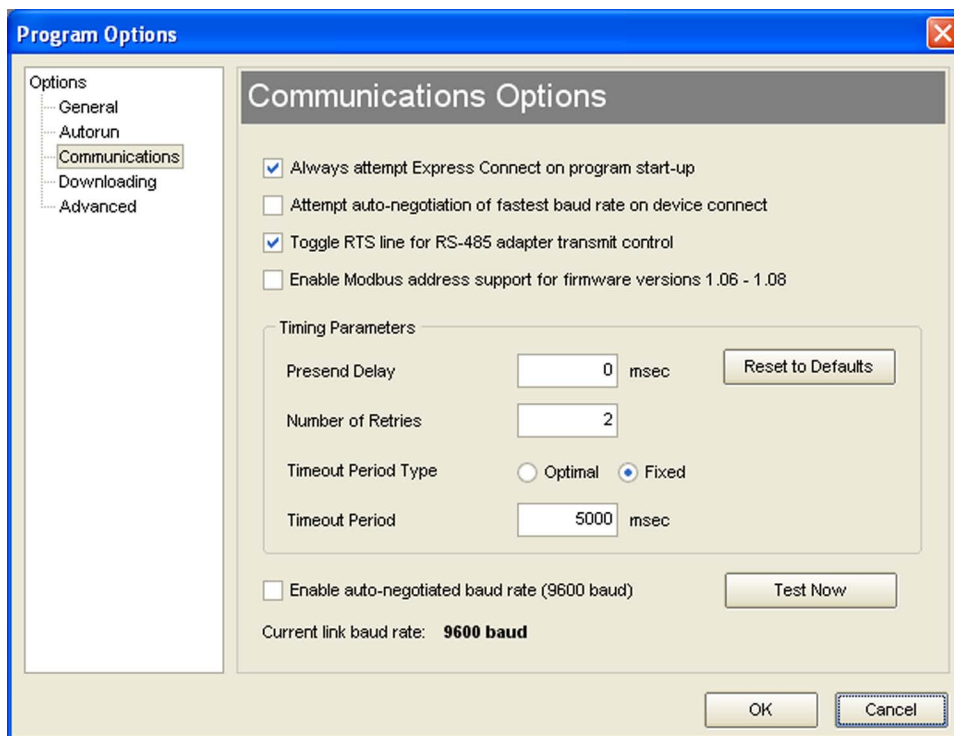 Program Options
Options
General
Autorun
Communications
Downloading
Advanced
Communications Options
Always attempt Express Connect on program start-up
Attempt auto-negotiation of fastest baud rate on device connect
Toggle RTS line for RS-485 adapter transmit control
Enable Modbus address support for firmware versions 1.06 - 1.08
Timing Parameters
Presend Delay 0 msec Reset to Defaults
Number of Retries 2
Timeout Period Type Optimal Fixed
Timeout Period 5000 msec
Enable auto-negotiated baud rate (9600 baud) Test Now
Current link baud rate: 9600 baud
OK Cancel